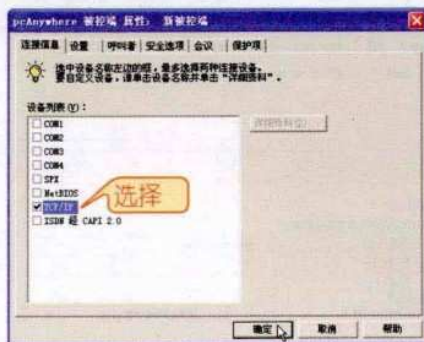 pcAnywhere 被控端 属性： 新被控端
连接信息 设置 呼叫者 安全选项 会议 保护项
选中设备名称左边的框，最多选择两种连接设备。
要自定义设备，请单击设备名称并单击“详细资料”。
设备列表(V)：
详细资料(D)...
COM1
COM2
COM3
COM4
SPX
NetBIOS
TCP/IP
选择
ISDN 经 CAPI 2.0
确定 取消 帮助